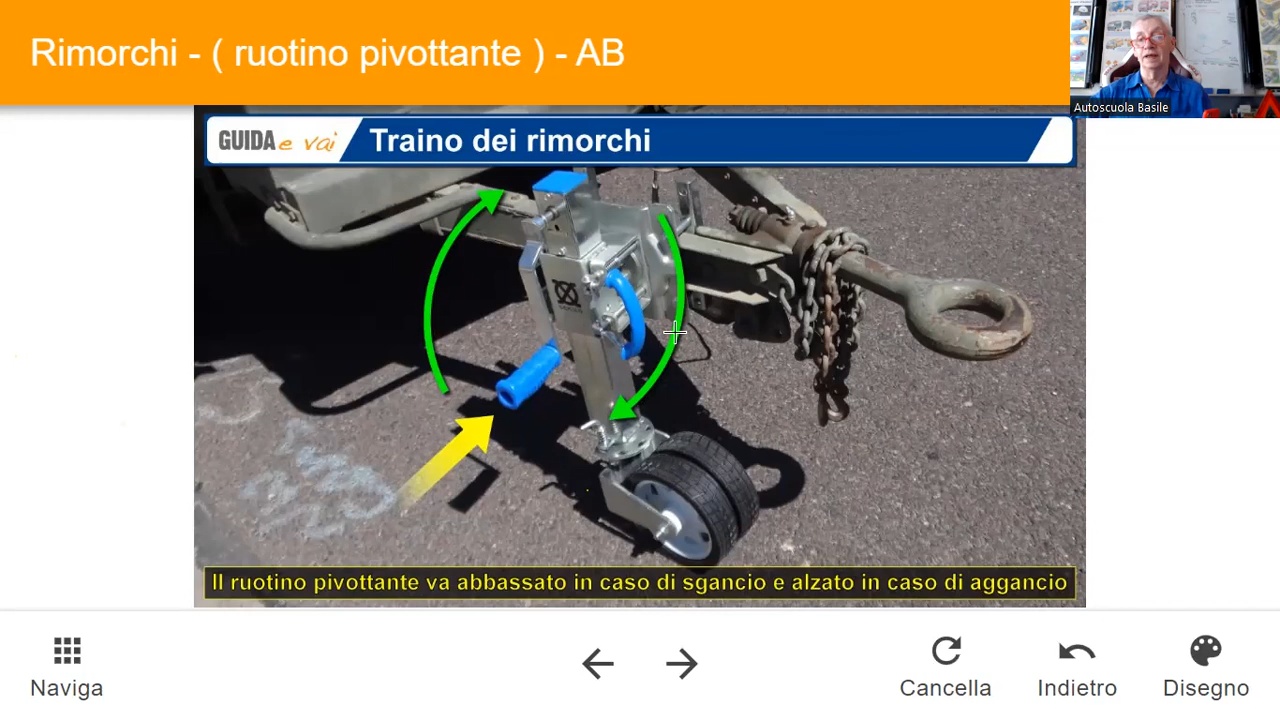 Rimorchi - ( ruotino pivottante ) - AB
Autoscuola Basile
GUIDA e vai
Traino dei rimorchi
Il ruotino pivottante va abbassato in caso di sgancio e alzato in caso di aggancio
Naviga
Cancella
Indietro
Disegno